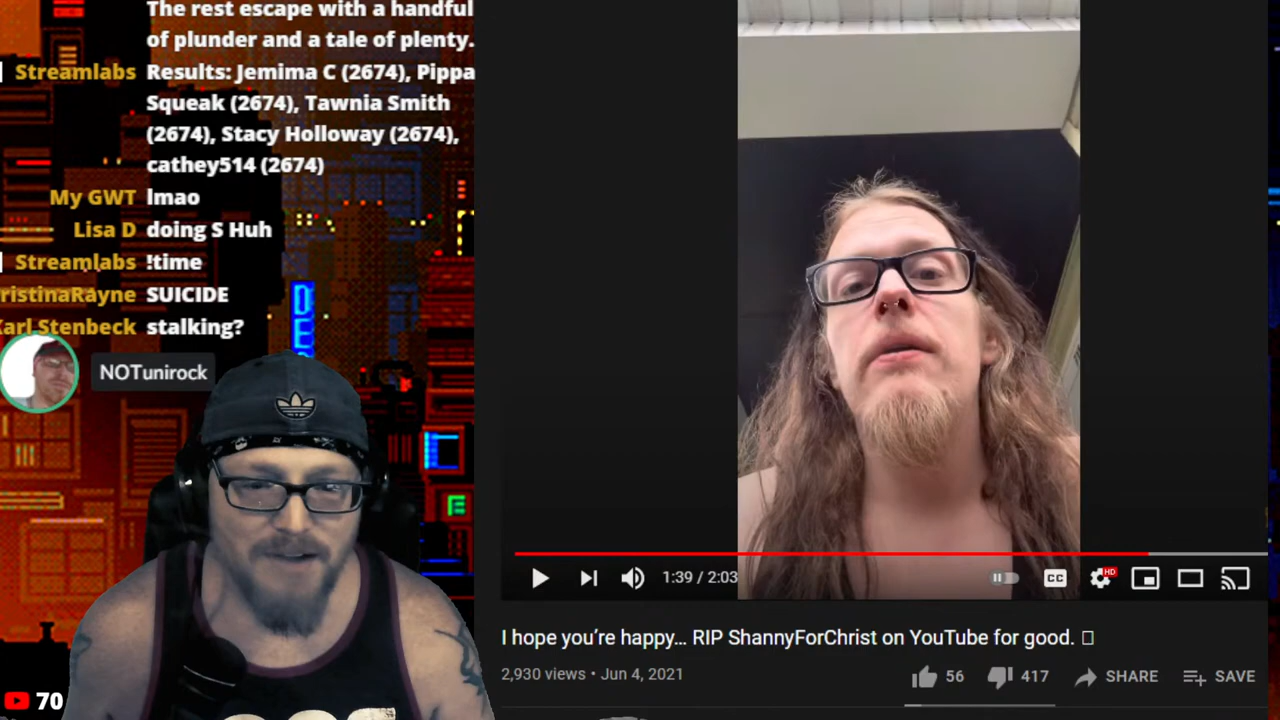 The rest escape with a handful
of plunder and a tale of plenty.
Streamlabs Results: Jemima C (2674), Pippa
Squeak (2674), Tawnia Smith
(2674), Stacy Holloway (2674),
cathey514 (2674)
My GWT lmao
Lisa D doing S Huh
Streamlabs !time
ristinaRayne SUICIDE
Karl Stenbeck stalking?
NOTunirock
1:39 / 2:03
CC
HD
I hope you’re happy... RIP ShannyForChrist on YouTube for good.
2,930 views • Jun 4, 2021
56
417
SHARE
SAVE
70